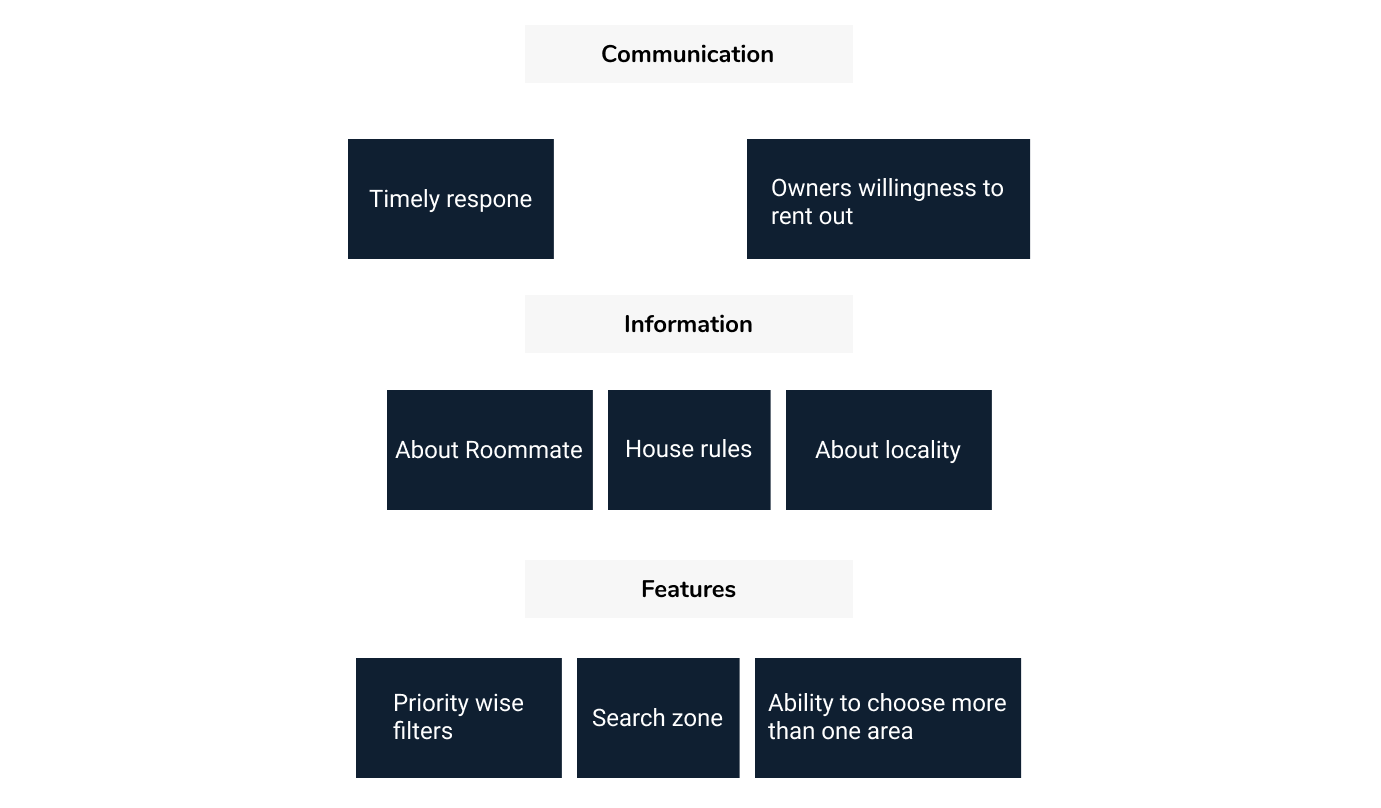 Communication
Timely respone
Owners willingness to
rent out
Information
About Roommate
House rules
About locality
Features
Priority wise
filters
Search zone
Ability to choose more
than one area